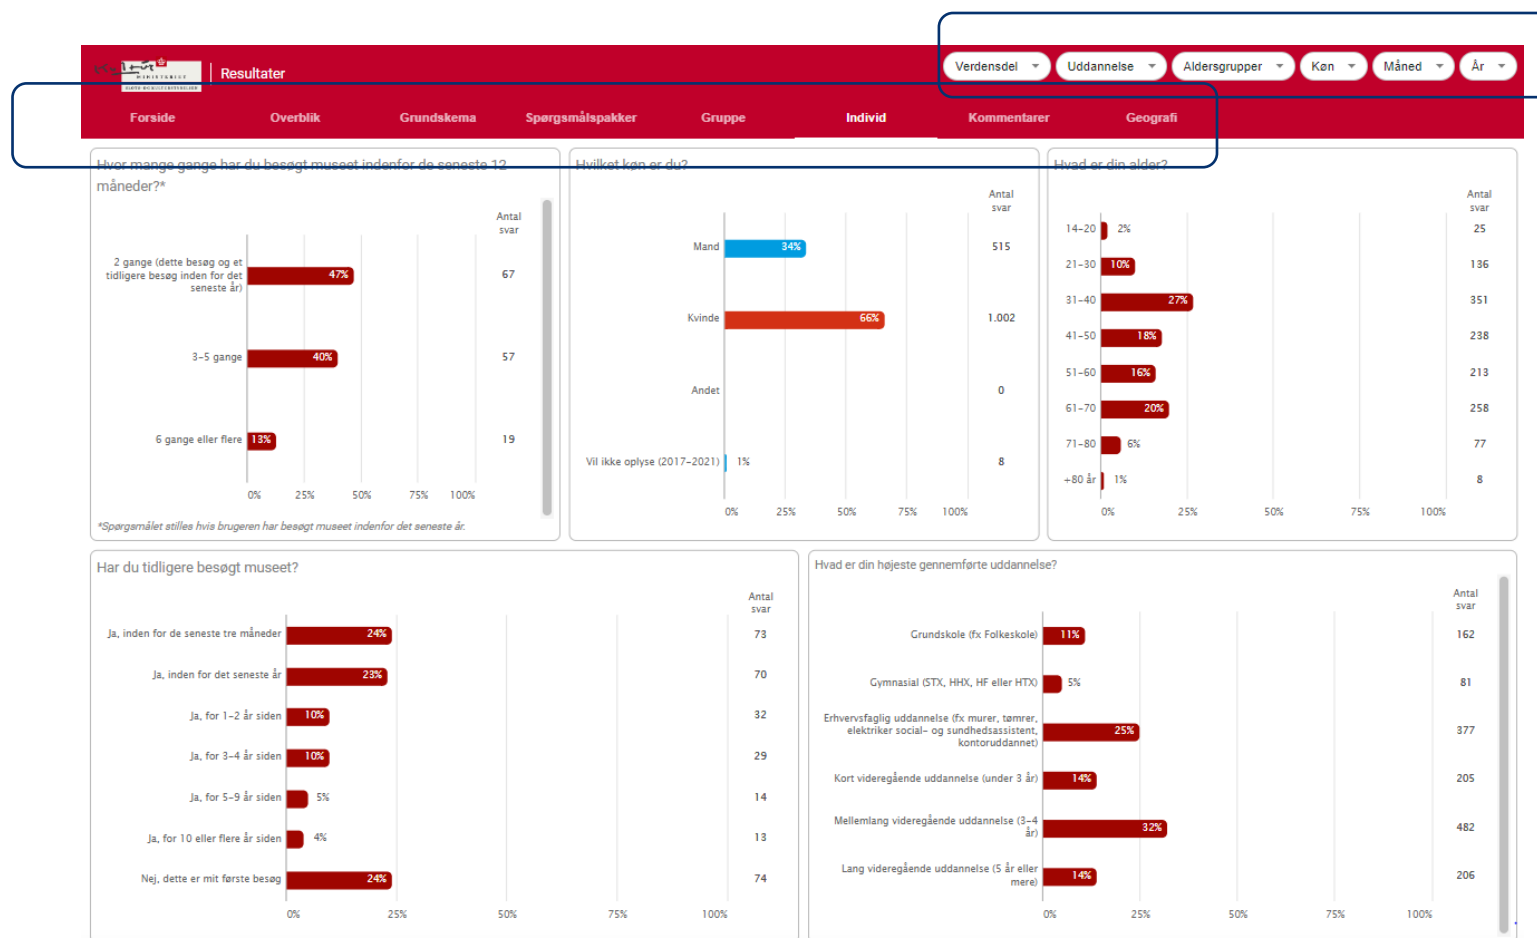 MINISTERIET
Resultater
Verdensdel
Uddannelse
Aldersgrupper
Køn
Måned
År
Forside
Overblik
Grundskema
Spørgsmålspakker
Gruppe
Individ
Kommentarer
Geografi
Hvor mange gange har du besøgt museet indenfor de seneste 12
måneder?*
Antal
svar
2 gange (dette besøg og et
tidligere besøg inden for det
seneste år)
47%
67
3-5 gange
40%
57
6 gange eller flere
13%
19
0%
25%
50%
75%
100%
*Spørgsmålet stilles hvis brugeren har besøgt museet indenfor det seneste år.
Hvilket køn er du?
Antal
svar
Mand
34%
515
Kvinde
66%
1.002
Andet
0
Vil ikke oplyse (2017-2021)
1%
8
0%
25%
50%
75%
100%
Hvad er din alder?
Antal
svar
14-20
2%
25
21-30
10%
136
31-40
27%
351
41-50
18%
238
51-60
16%
213
61-70
20%
258
71-80
6%
77
+80 år
1%
8
0%
25%
50%
75%
100%
Har du tidligere besøgt museet?
Antal
svar
Ja, inden for de seneste tre måneder
24%
73
Ja, inden for det seneste år
23%
70
Ja, for 1-2 år siden
10%
32
Ja, for 3-4 år siden
10%
29
Ja, for 5-9 år siden
5%
14
Ja, for 10 eller flere år siden
4%
13
Nej, dette er mit første besøg
24%
74
0%
25%
50%
75%
100%
Hvad er din højeste gennemførte uddannelse?
Antal
svar
Grundskole (fx Folkeskole)
11%
162
Gymnasial (STX, HHX, HF eller HTX)
5%
81
Erhvervsfaglig uddannelse (fx murer, tømrer,
elektriker social- og sundhedsassistent,
kontoruddannet)
25%
377
Kort videregående uddannelse (under 3 år)
14%
205
Mellemlang videregående uddannelse (3-4
år)
32%
482
Lang videregående uddannelse (5 år eller
mere)
14%
206
0%
25%
50%
75%
100%